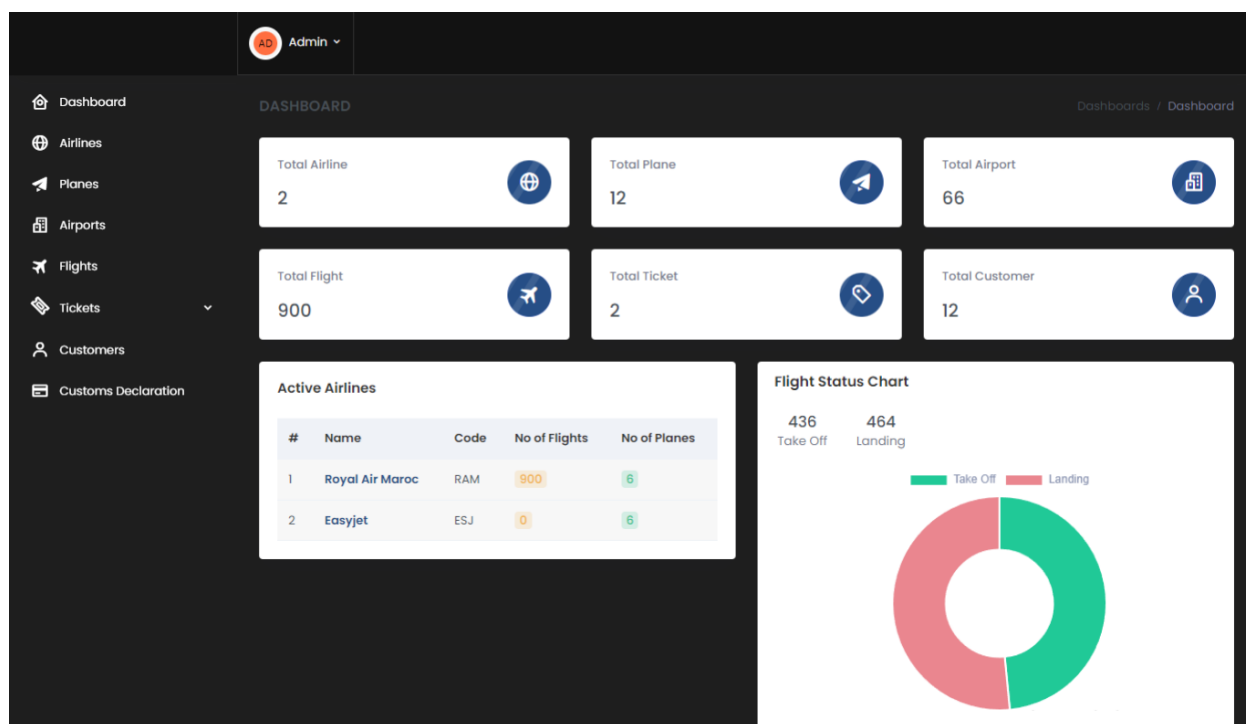 AD Admin
Dashboard
Airlines
Planes
Airports
Flights
Tickets
Customers
Customs Declaration
DASHBOARD
Dashboards / Dashboard
Total Airline
2
Total Plane
12
Total Airport
66
Total Flight
900
Total Ticket
2
Total Customer
12
Active Airlines
# Name Code No of Flights No of Planes
1 Royal Air Maroc RAM 900 6
2 Easyjet ESJ 0 6
Flight Status Chart
436 464
Take Off Landing
Take Off Landing